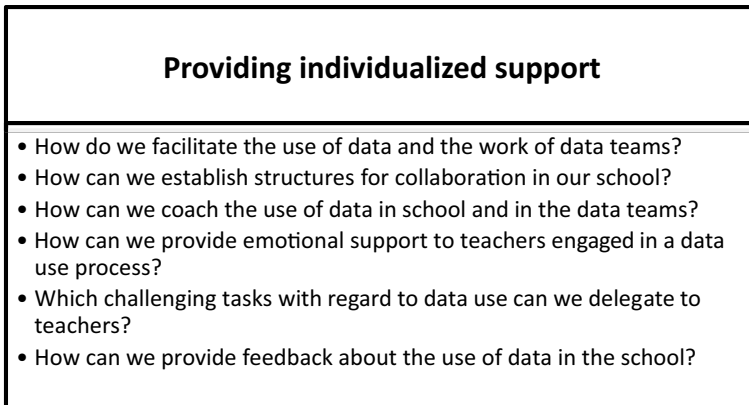 Providing individualized support
• How do we facilitate the use of data and the work of data teams?
• How can we establish structures for collaboration in our school?
• How can we coach the use of data in school and in the data teams?
• How can we provide emotional support to teachers engaged in a data
use process?
• Which challenging tasks with regard to data use can we delegate to
teachers?
• How can we provide feedback about the use of data in the school?